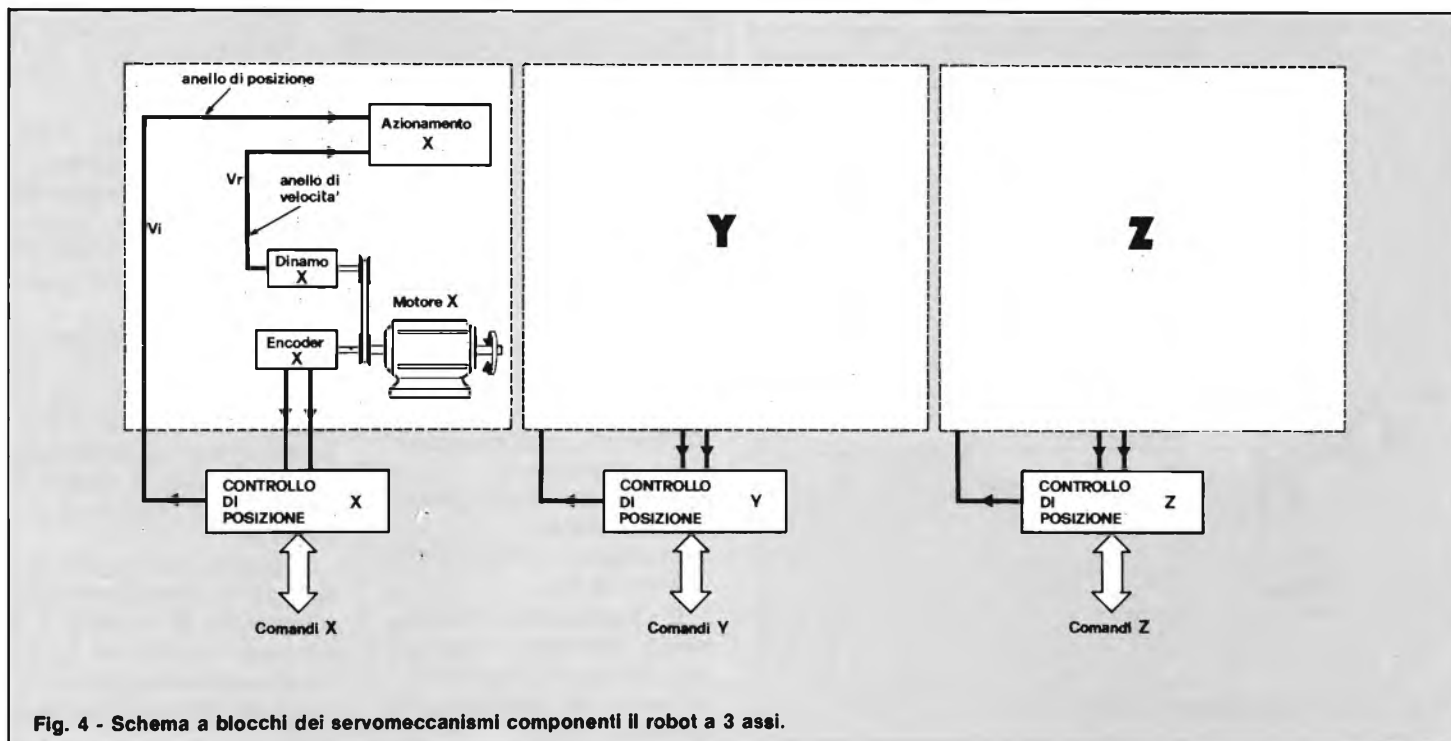 anello di posizione
Azionamento
X
Vr
anello di
velocita'
Vi
Dinamo
X
Motore X
Encoder
X
Y
Z
CONTROLLO
DI
POSIZIONE
X
CONTROLLO
DI
POSIZIONE
Y
CONTROLLO
DI
POSIZIONE
Z
Comandi X
Comandi Y
Comandi Z
Fig. 4 - Schema a blocchi dei servomeccanismi componenti il robot a 3 assi.